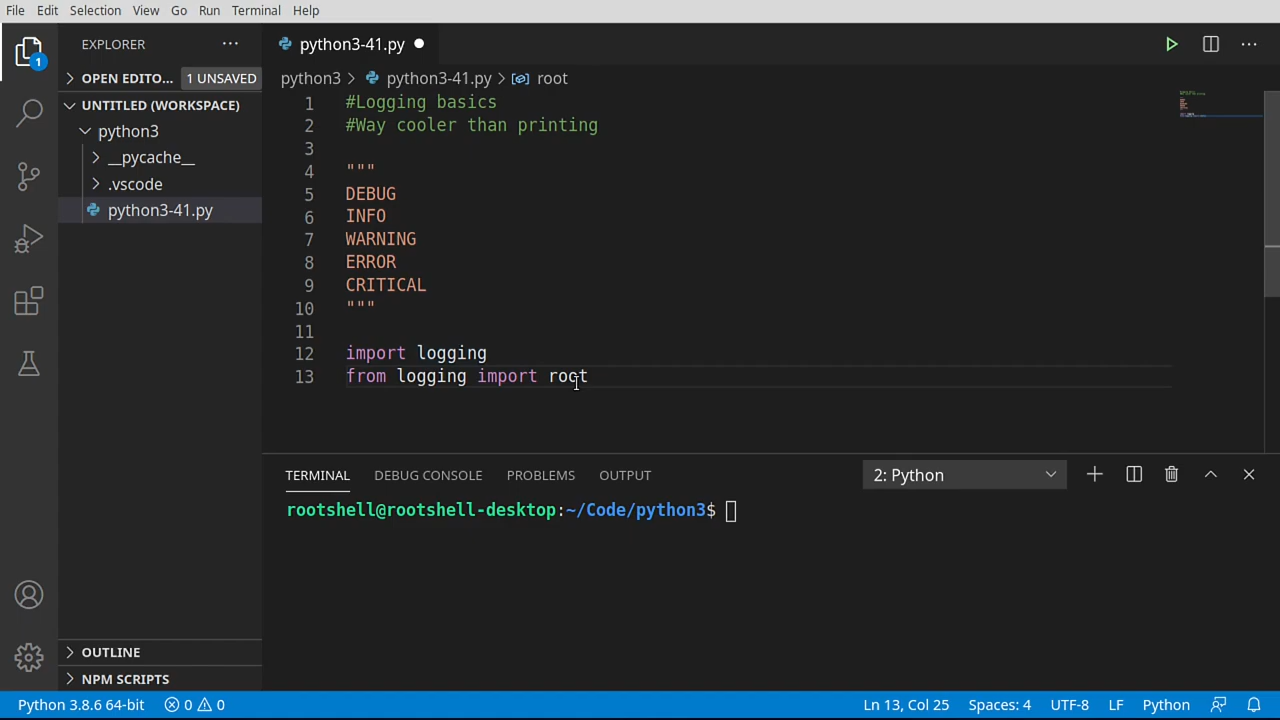 File Edit Selection View Go Run Terminal Help
EXPLORER ···
python3-41.py
1
OPEN EDITO... 1 UNSAVED
python3 > python3-41.py > root
UNTITLED (WORKSPACE)
python3
__pycache__
.vscode
python3-41.py
1 #Logging basics
2 #Way cooler than printing
3
4 """
5 DEBUG
6 INFO
7 WARNING
8 ERROR
9 CRITICAL
10 """
11
12 import logging
13 from logging import root
TERMINAL DEBUG CONSOLE PROBLEMS OUTPUT 2: Python
rootshell@rootshell-desktop:~/Code/python3$
OUTLINE
NPM SCRIPTS
Python 3.8.6 64-bit 0 0 Ln 13, Col 25 Spaces: 4 UTF-8 LF Python